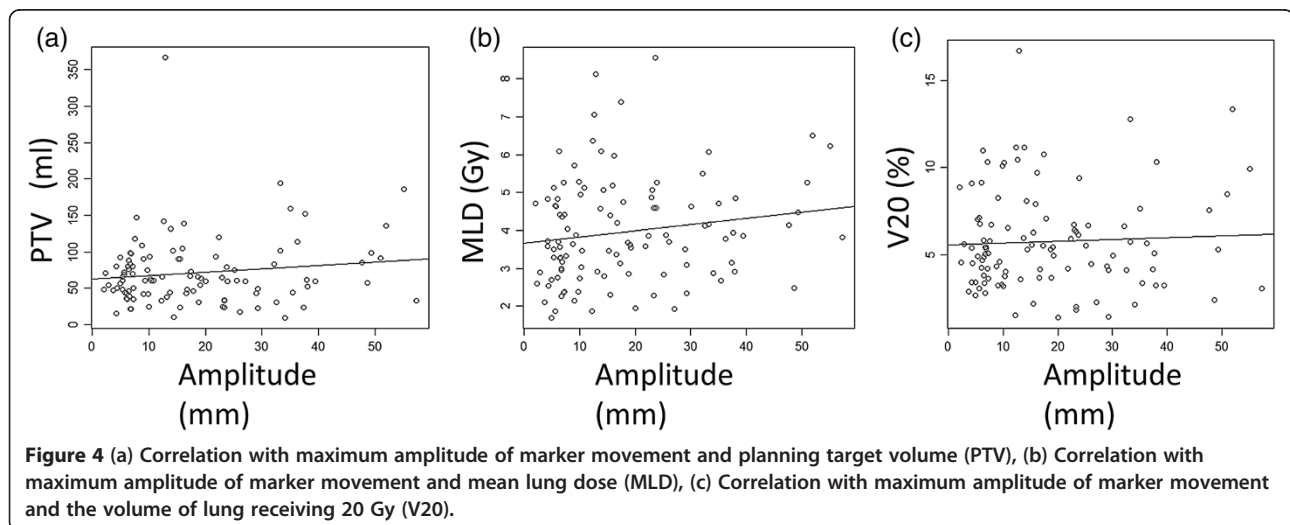 (a)
350
300
250
200
150
100
50
0
PTV (ml)
0 10 20 30 40 50
Amplitude
(mm)
(b)
8
7
6
5
4
3
2
MLD (Gy)
0 10 20 30 40 50
Amplitude
(mm)
(c)
15
10
5
V20 (%)
0 10 20 30 40 50
Amplitude
(mm)
Figure 4 (a) Correlation with maximum amplitude of marker movement and planning target volume (PTV), (b) Correlation with
maximum amplitude of marker movement and mean lung dose (MLD), (c) Correlation with maximum amplitude of marker movement
and the volume of lung receiving 20 Gy (V20).